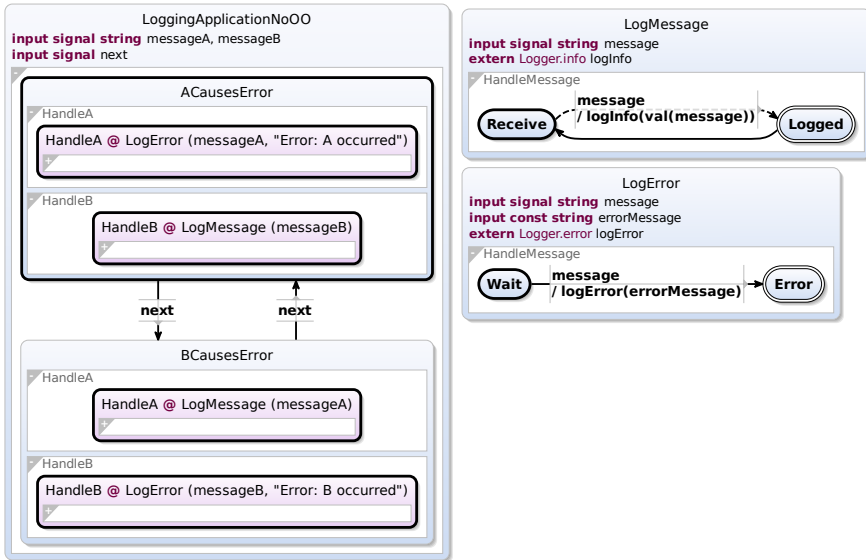 LoggingApplicationNoOO
input signal string messageA, messageB
input signal next
-
ACausesError
HandleA
HandleA @ LogError (messageA, "Error: A occurred")
+
HandleB
HandleB @ LogMessage (messageB)
+
next
next
BCausesError
HandleA
HandleA @ LogMessage (messageA)
+
HandleB
HandleB @ LogError (messageB, "Error: B occurred")
+
LogMessage
input signal string message
extern Logger.info logInfo
- HandleMessage
Receive
message
/ logInfo(val(message))
Logged
LogError
input signal string message
input const string errorMessage
extern Logger.error logError
- HandleMessage
Wait
message
/ logError(errorMessage)
Error